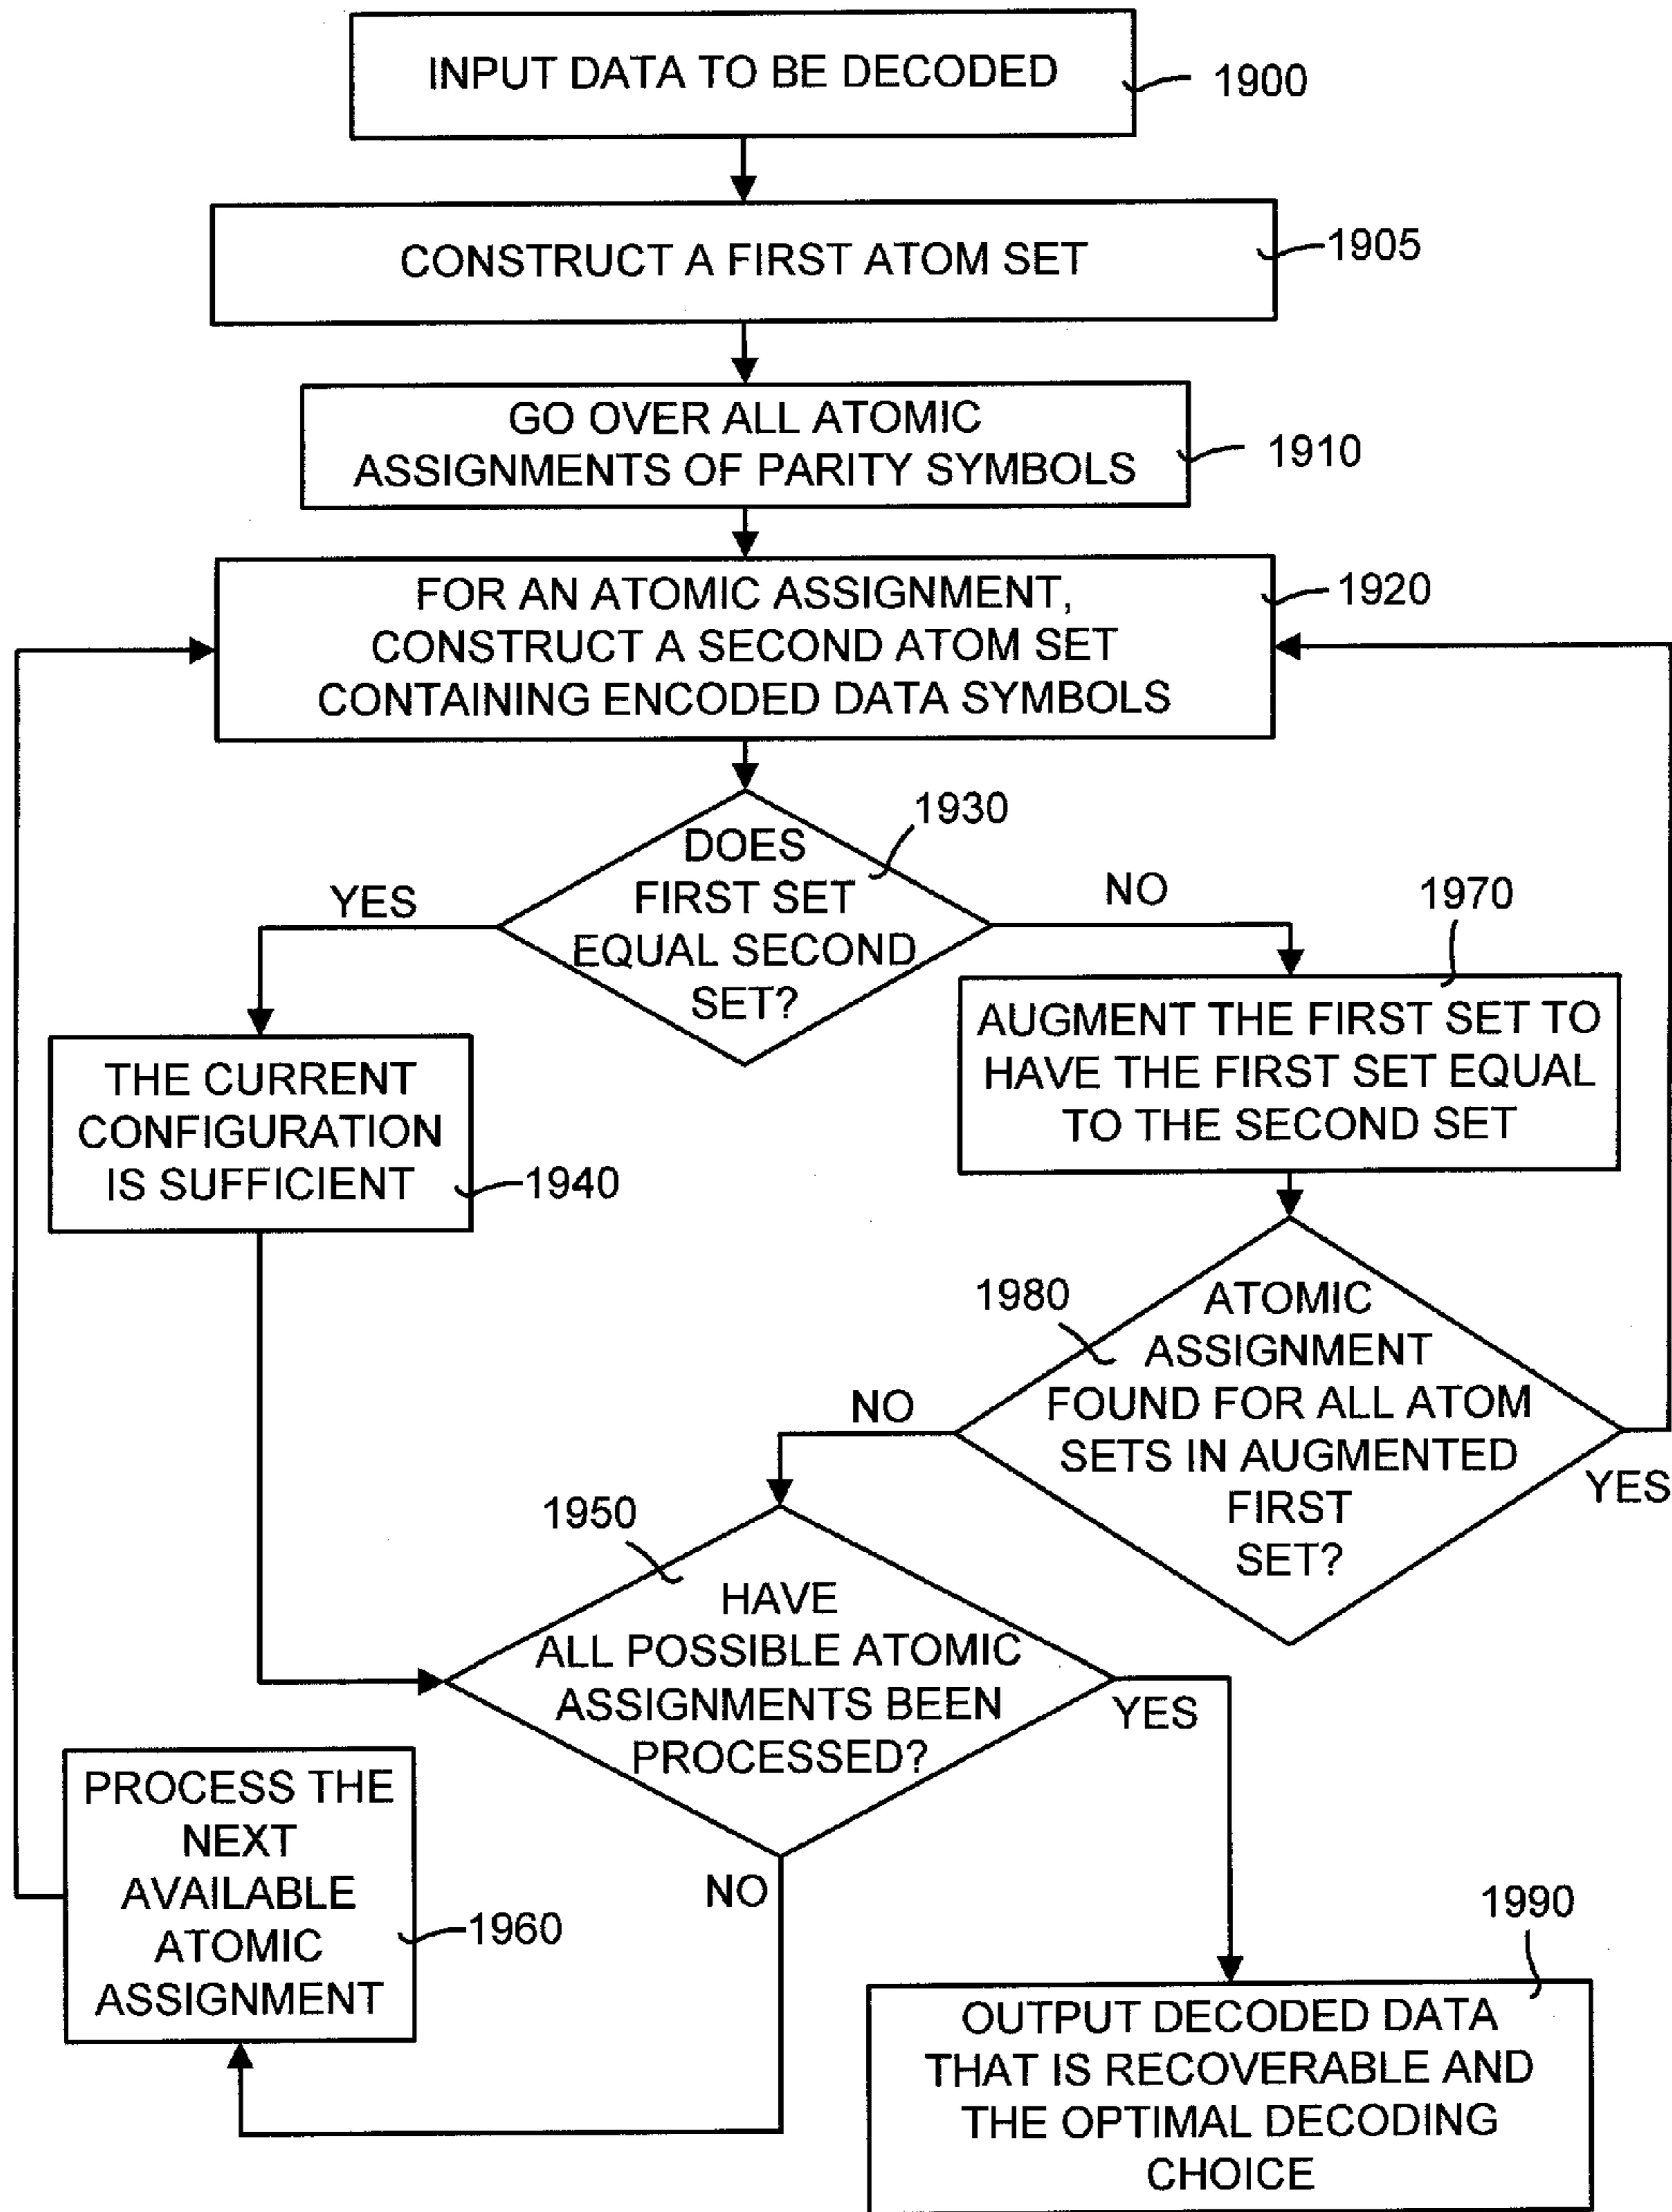 INPUT DATA TO BE DECODED
1900
CONSTRUCT A FIRST ATOM SET
1905
GO OVER ALL ATOMIC
ASSIGNMENTS OF PARITY SYMBOLS
1910
FOR AN ATOMIC ASSIGNMENT,
CONSTRUCT A SECOND ATOM SET
CONTAINING ENCODED DATA SYMBOLS
1920
1930
DOES
FIRST SET
EQUAL SECOND
SET?
YES
NO
1970
THE CURRENT
CONFIGURATION
IS SUFFICIENT
1940
AUGMENT THE FIRST SET TO
HAVE THE FIRST SET EQUAL
TO THE SECOND SET
1980
ATOMIC
ASSIGNMENT
FOUND FOR ALL ATOM
SETS IN AUGMENTED
FIRST
SET?
NO
YES
1950
HAVE
ALL POSSIBLE ATOMIC
ASSIGNMENTS BEEN
PROCESSED?
YES
NO
PROCESS THE
NEXT
AVAILABLE
ATOMIC
ASSIGNMENT
1960
1990
OUTPUT DECODED DATA
THAT IS RECOVERABLE AND
THE OPTIMAL DECODING
CHOICE